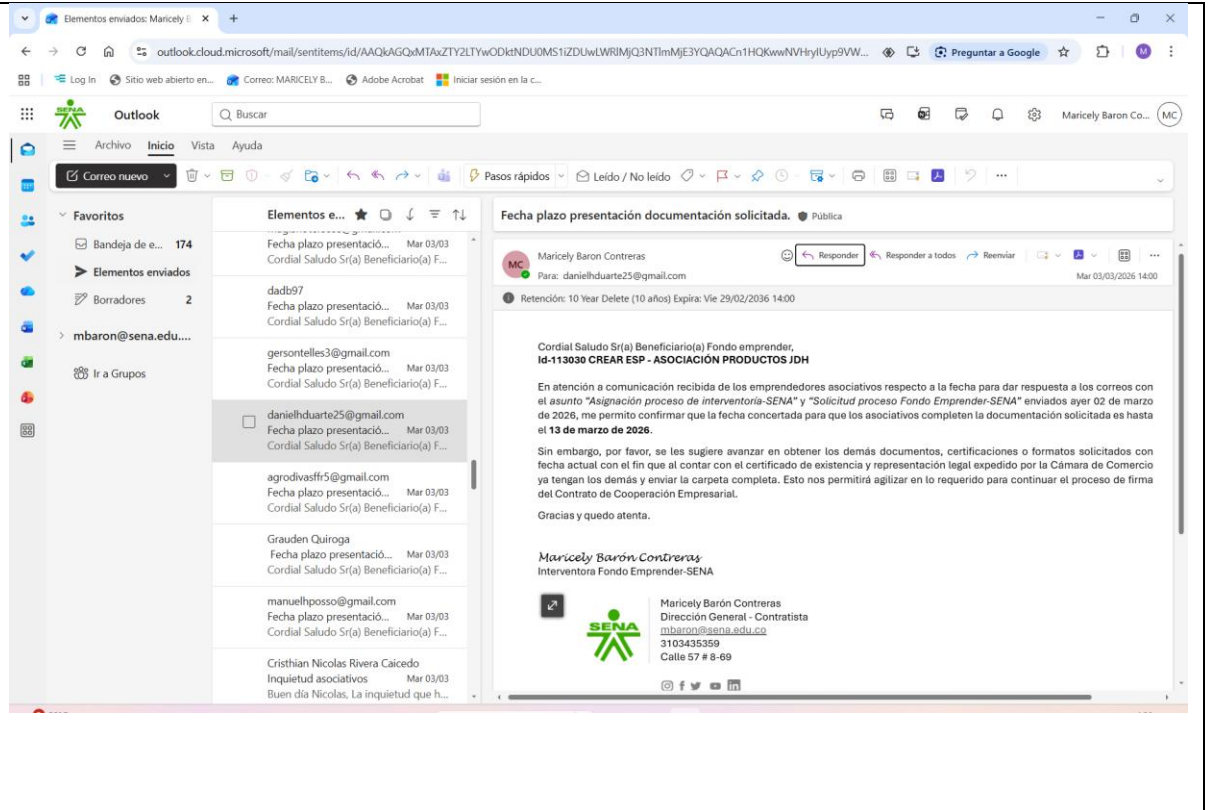 Elementos enviados: Maricely B
outlook.cloud.microsoft/mail/sentitems/id/AAQkAGQxMTAxZTY2LTYwODktNDU0MS1iZDUwLWRlMjQ3NTlmMjE3YQAQACn1HQKwwNVHryIUyp9VW...
Preguntar a Google
M
Log In
Sitio web abierto en...
Correo: MARICELY B...
Adobe Acrobat
Iniciar sesión en la c...
SENA
Outlook
Buscar
Maricely Baron Co...
MC
Archivo Inicio Vista Ayuda
Correo nuevo
Pasos rápidos
Leído / No leído
Favoritos
Bandeja de e... 174
Elementos enviados
Borradores 2
mbaron@sena.edu....
Ir a Grupos
Elementos e...
Fecha plazo presentació... Mar 03/03
Cordial Saludo Sr(a) Beneficiario(a) F...
dadb97
Fecha plazo presentació... Mar 03/03
Cordial Saludo Sr(a) Beneficiario(a) F...
gersontelles3@gmail.com
Fecha plazo presentació... Mar 03/03
Cordial Saludo Sr(a) Beneficiario(a) F...
danielhduarte25@gmail.com
Fecha plazo presentació... Mar 03/03
Cordial Saludo Sr(a) Beneficiario(a) F...
agrodivasffr5@gmail.com
Fecha plazo presentació... Mar 03/03
Cordial Saludo Sr(a) Beneficiario(a) F...
Grauden Quiroga
Fecha plazo presentació... Mar 03/03
Cordial Saludo Sr(a) Beneficiario(a) F...
manuelhposso@gmail.com
Fecha plazo presentació... Mar 03/03
Cordial Saludo Sr(a) Beneficiario(a) F...
Cristhian Nicolas Rivera Caicedo
Inquietud asociativos Mar 03/03
Buen día Nicolas, La inquietud que h...
Fecha plazo presentación documentación solicitada. Pública
MC
Maricely Baron Contreras
Para: danielhduarte25@gmail.com
Responder
Responder a todos
Reenviar
Mar 03/03/2026 14:00
Retención: 10 Year Delete (10 años) Expira: Vie 29/02/2036 14:00
Cordial Saludo Sr(a) Beneficiario(a) Fondo emprender,
Id-113030 CREAR ESP - ASOCIACIÓN PRODUCTOS JDH
En atención a comunicación recibida de los emprendedores asociativos respecto a la fecha para dar respuesta a los correos con
el asunto "Asignación proceso de interventoría-SENA" y "Solicitud proceso Fondo Emprender-SENA" enviados ayer 02 de marzo
de 2026, me permito confirmar que la fecha concertada para que los asociativos completen la documentación solicitada es hasta
el 13 de marzo de 2026.
Sin embargo, por favor, se les sugiere avanzar en obtener los demás documentos, certificaciones o formatos solicitados con
fecha actual con el fin que al contar con el certificado de existencia y representación legal expedido por la Cámara de Comercio
ya tengan los demás y enviar la carpeta completa. Esto nos permitirá agilizar en lo requerido para continuar el proceso de firma
del Contrato de Cooperación Empresarial.
Gracias y quedo atenta.
Maricely Barón Contreras
Interventora Fondo Emprender-SENA
SENA
Maricely Barón Contreras
Dirección General - Contratista
mbaron@sena.edu.co
3103435359
Calle 57 # 8-69